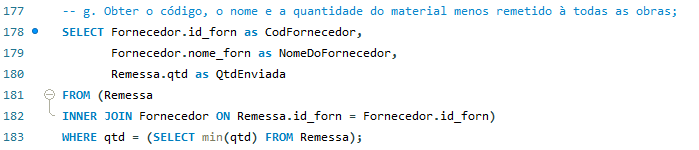 177 -- g. Obter o código, o nome e a quantidade do material menos remetido à todas as obras;
178 SELECT Fornecedor.id_forn as CodFornecedor,
179 Fornecedor.nome_forn as NomeDoFornecedor,
180 Remessa.qtd as QtdEnviada
181 FROM (Remessa
182 INNER JOIN Fornecedor ON Remessa.id_forn = Fornecedor.id_forn)
183 WHERE qtd = (SELECT min(qtd) FROM Remessa);